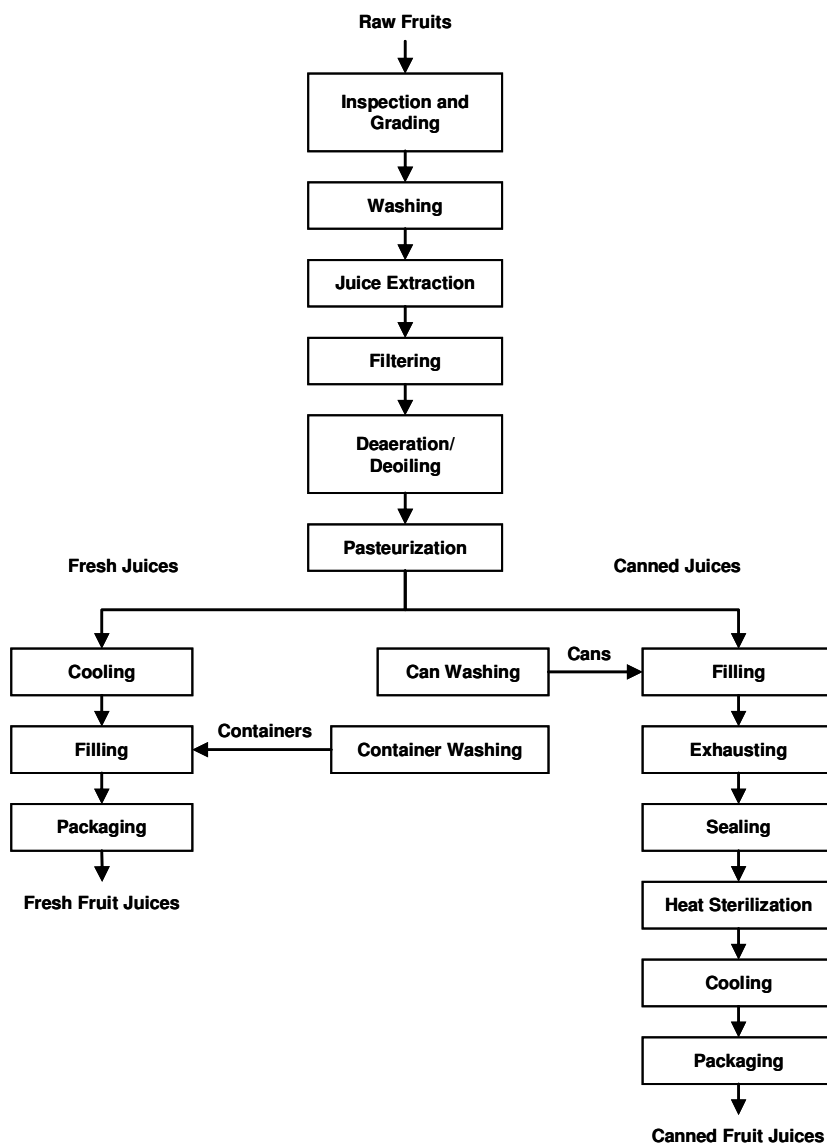 Raw Fruits
Inspection and
Grading
Washing
Juice Extraction
Filtering
Deaeration/
Deoiling
Pasteurization
Fresh Juices
Canned Juices
Cooling
Can Washing
Cans
Filling
Filling
Containers
Container Washing
Exhausting
Packaging
Sealing
Fresh Fruit Juices
Heat Sterilization
Cooling
Packaging
Canned Fruit Juices